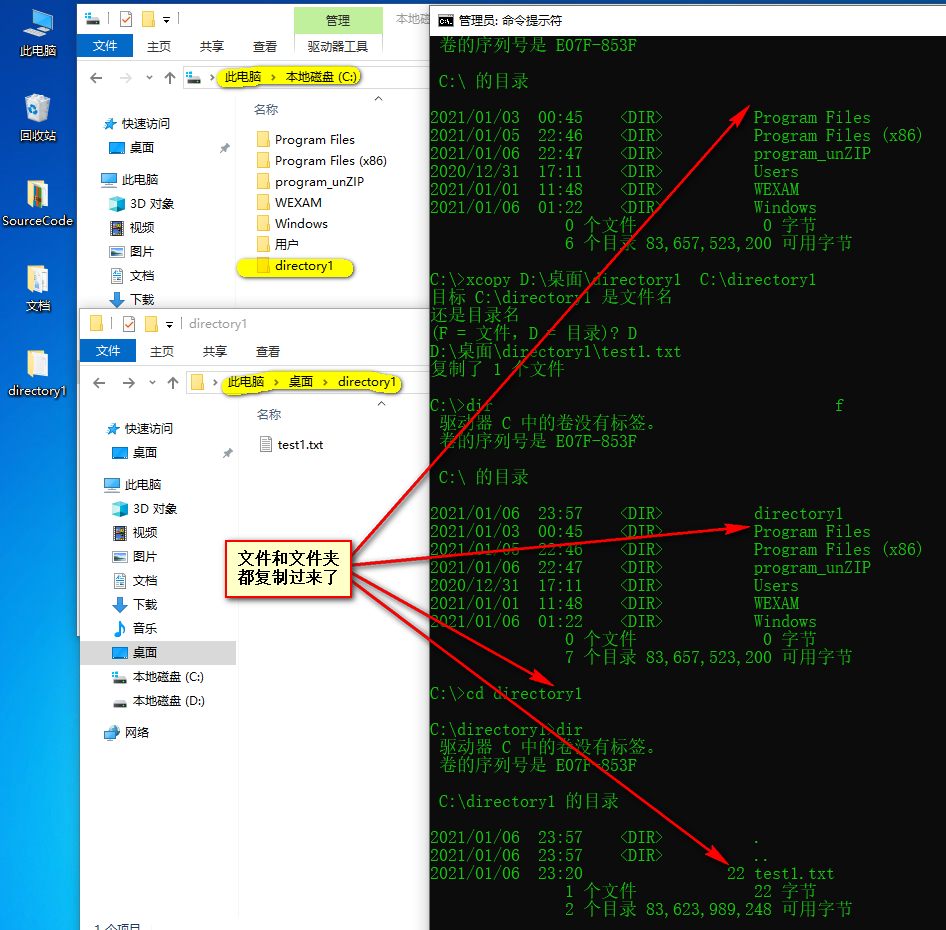 此电脑
回收站
SourceCode
文档
directory1
管理
本地磁
文件
主页
共享
查看
驱动器工具
此电脑
本地磁盘 (C:)
名称
快速访问
桌面
此电脑
3D 对象
视频
图片
文档
下载
Program Files
Program Files (x86)
program_unZIP
WEXAM
Windows
用户
directory1
directory1
文件
主页
共享
查看
此电脑
桌面
directory1
名称
快速访问
桌面
此电脑
3D 对象
视频
图片
文档
下载
音乐
桌面
本地磁盘 (C:)
本地磁盘 (D:)
网络
test1.txt
1 个项目
文件和文件夹
都复制过来了
管理员: 命令提示符
卷的序列号是 E07F-853F
C:\ 的目录
2021/01/03  00:45    <DIR>          Program Files
2021/01/05  22:46    <DIR>          Program Files (x86)
2021/01/06  22:47    <DIR>          program_unZIP
2020/12/31  17:11    <DIR>          Users
2021/01/01  11:48    <DIR>          WEXAM
2021/01/06  01:22    <DIR>          Windows
0 个文件              0 字节
6 个目录 83,657,523,200 可用字节
C:\>xcopy D:\桌面\directory1  C:\directory1
目标 C:\directory1 是文件名
还是目录名
(F = 文件，D = 目录)? D
D:\桌面\directory1\test1.txt
复制了 1 个文件
C:\>dir                                      f
驱动器 C 中的卷没有标签。
卷的序列号是 E07F-853F
C:\ 的目录
2021/01/06  23:57    <DIR>          directory1
2021/01/03  00:45    <DIR>          Program Files
2021/01/05  22:46    <DIR>          Program Files (x86)
2021/01/06  22:47    <DIR>          program_unZIP
2020/12/31  17:11    <DIR>          Users
2021/01/01  11:48    <DIR>          WEXAM
2021/01/06  01:22    <DIR>          Windows
0 个文件              0 字节
7 个目录 83,657,523,200 可用字节
C:\>cd directory1
C:\directory1>dir
驱动器 C 中的卷没有标签。
卷的序列号是 E07F-853F
C:\directory1 的目录
2021/01/06  23:57    <DIR>          .
2021/01/06  23:57    <DIR>          ..
2021/01/06  23:20                22 test1.txt
1 个文件             22 字节
2 个目录 83,623,989,248 可用字节